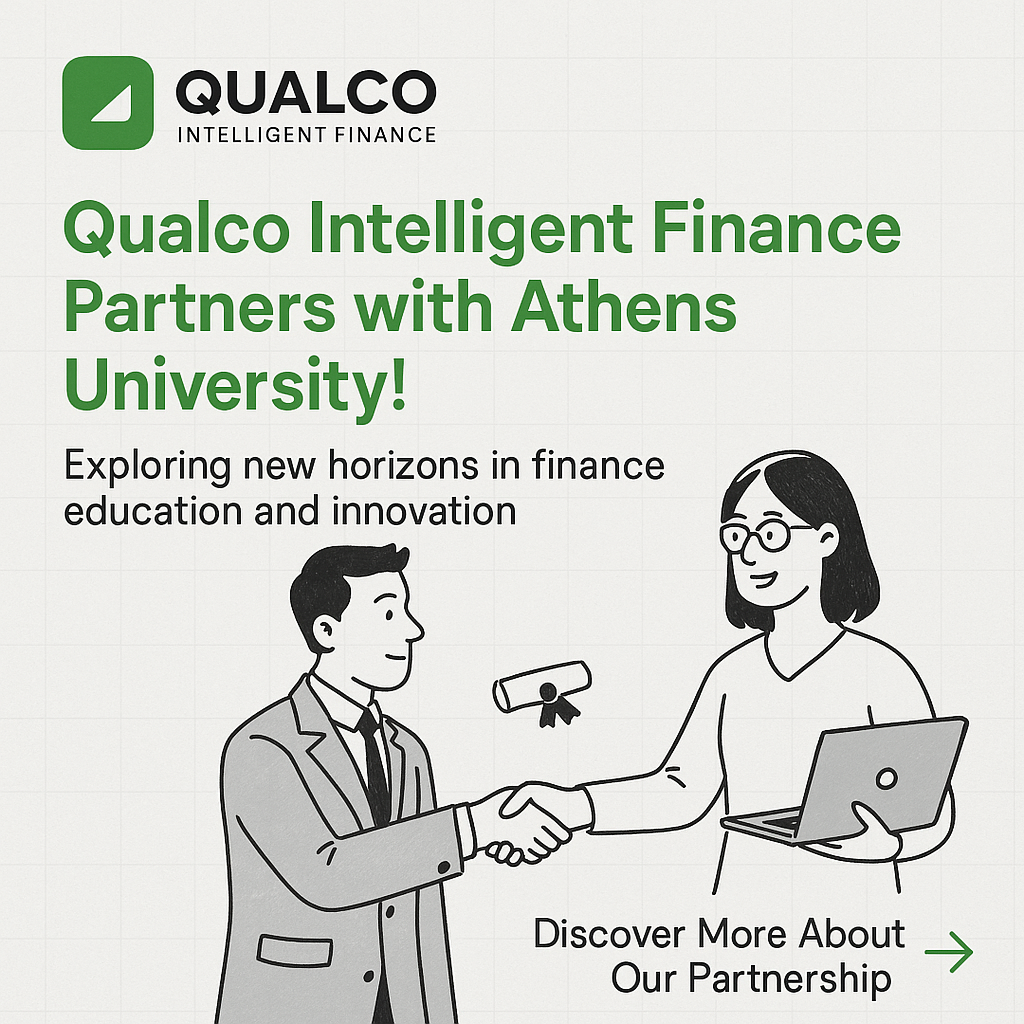 QUALCO
INTELLIGENT FINANCE
Qualco Intelligent Finance
Partners with Athens
University!
Exploring new horizons in finance
education and innovation
Discover More About
Our Partnership